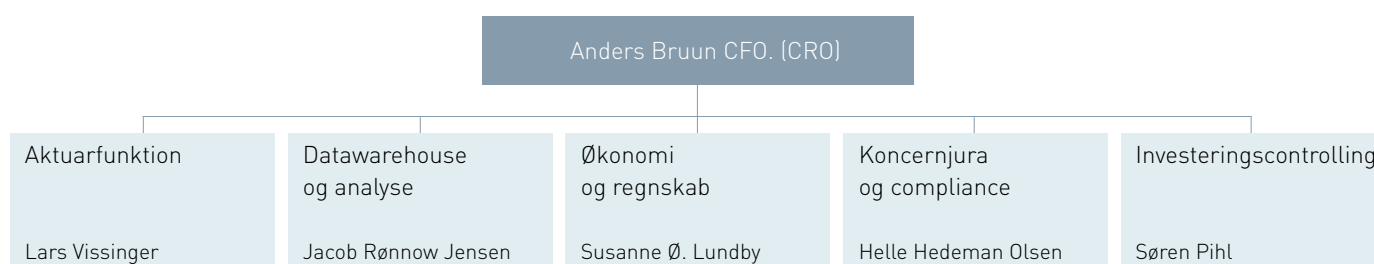 Anders Bruun CFO. (CRO)
Aktuarfunktion
Lars Vissinger
Datawarehouse
og analyse
Jacob Rønnow Jensen
Økonomi
og regnskab
Susanne Ø. Lundby
Koncernjura
og compliance
Helle Hedeman Olsen
Investeringscontrolling
Søren Pihl